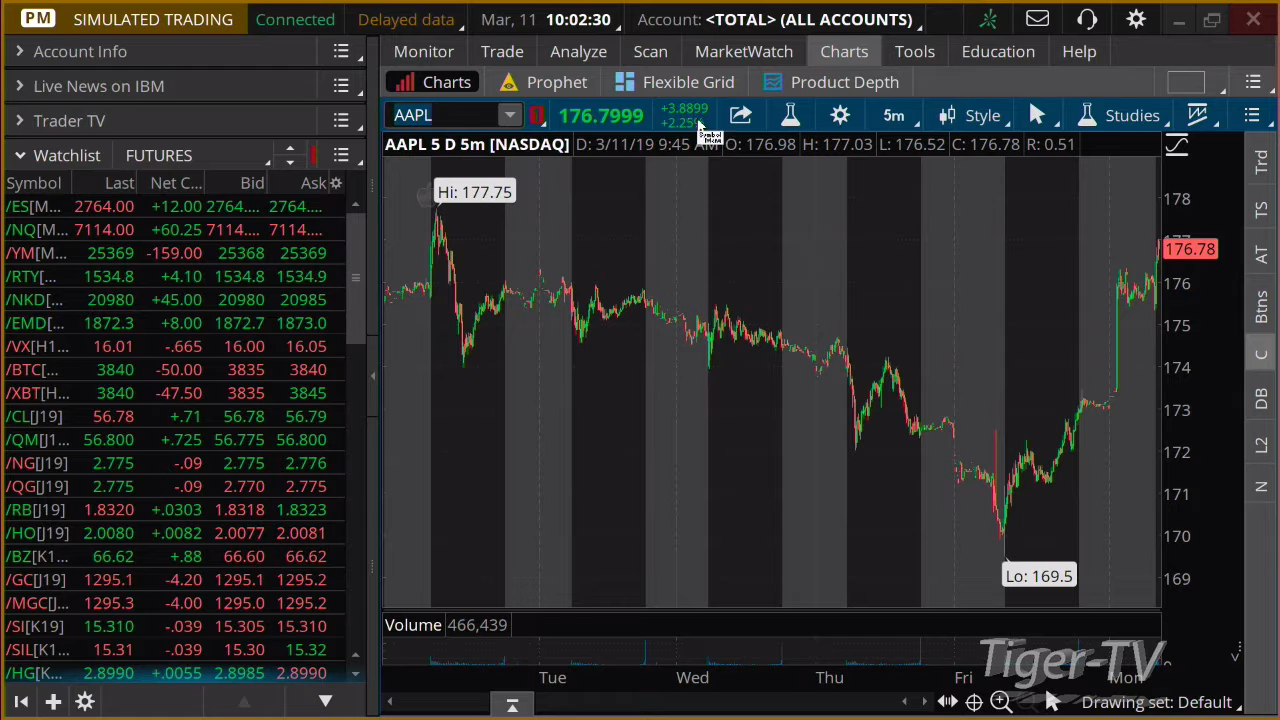 PM SIMULATED TRADING Connected Delayed data Mar, 11 10:02:30 Account: <TOTAL> (ALL ACCOUNTS)
Account Info
Live News on IBM
Trader TV
Watchlist FUTURES
Symbol Last Net C... Bid Ask
/ES[M... 2764.00 +12.00 2764.... 2764....
/NQ[M... 7114.00 +60.25 7113....
/YM[M... 25369 -159.00 25368 25369
/RTY[... 1534.8 +4.10 1534.8 1534.9
/NKD[... 20980 +45.00 20980 20985
/EMD[... 1872.3 +8.00 1872.7 1873.0
/VX[H1... 16.01 -.665 16.00 16.05
/BTC[... 3840 -50.00 3835 3840
/XBT[H... 3840 -47.50 3835 3845
/CL[J19] 56.78 +.71 56.78 56.79
/QM[J1... 56.800 +.725 56.775 56.800
/NG[J19] 2.775 -.09 2.775 2.776
/QG[J19] 2.775 -.09 2.770 2.775
/RB[J19] 1.8320 +.0303 1.8318 1.8323
/HO[J19] 2.0080 +.0082 2.0077 2.0081
/BZ[K1... 66.62 +.88 66.60 66.62
/GC[J19] 1295.1 -4.20 1295.1 1295.2
/MGC[... 1295.3 -4.00 1295.0 1295.2
/SI[K19] 15.310 -.039 15.305 15.310
/SIL[K1... 15.31 -.039 15.30 15.32
/HG[K... 2.8990 +.0055 2.8985 2.8990
Monitor Trade Analyze Scan MarketWatch Charts Tools Education Help
Charts Prophet Flexible Grid Product Depth
AAPL 176.7999 +3.8899 5m Style Studies
AAPL 5 D 5m [NASDAQ] D: 3/11/19 9:45 AM O: 176.98 H: 177.03 L: 176.52 C: 176.78 R: 0.51
Hi: 177.75
178
176.78
176
175
174
173
172
171
170
169
Lo: 169.5
Volume 466,439
Tiger-TV
Tue Wed Thu Fri Mon
Drawing set: Default
Trd
TS
AT
Btns
C
DB
L2
N